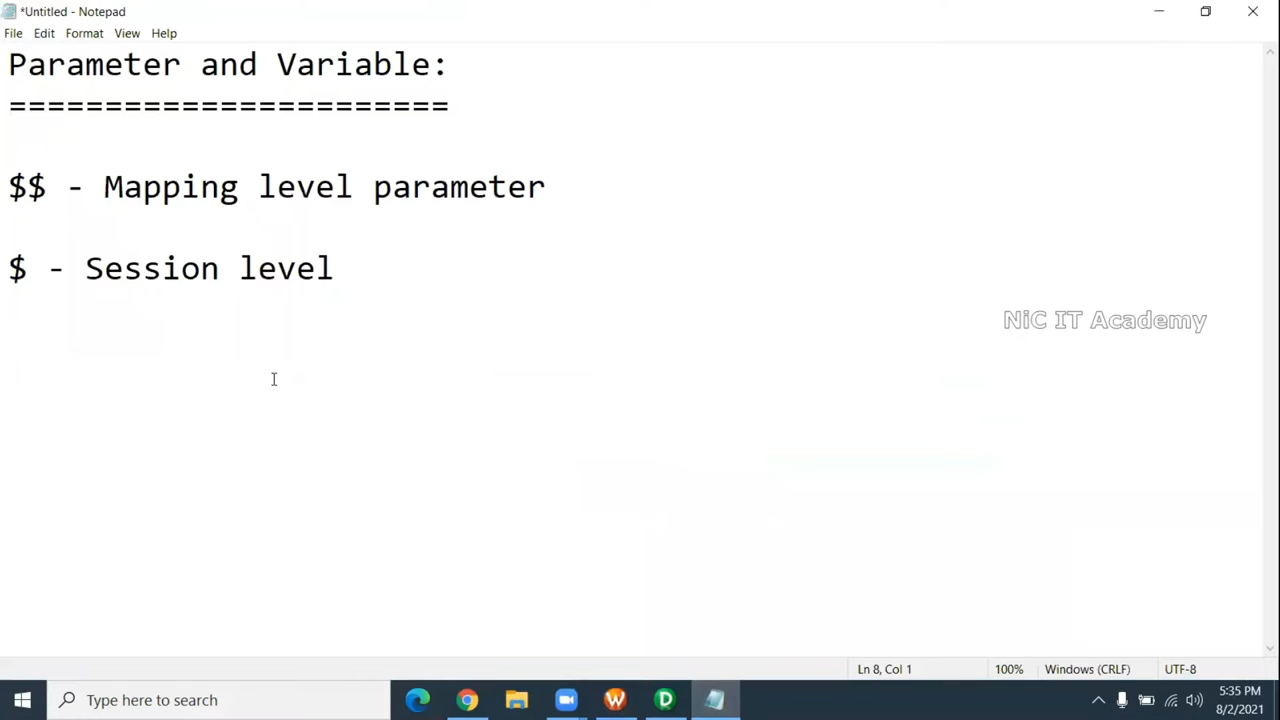 *Untitled - Notepad
File Edit Format View Help
Parameter and Variable:
=======================
$$ - Mapping level parameter
$ - Session level
NiC IT Academy
Ln 8, Col 1 100% Windows (CRLF) UTF-8
Type here to search
W
D
5:35 PM
8/2/2021